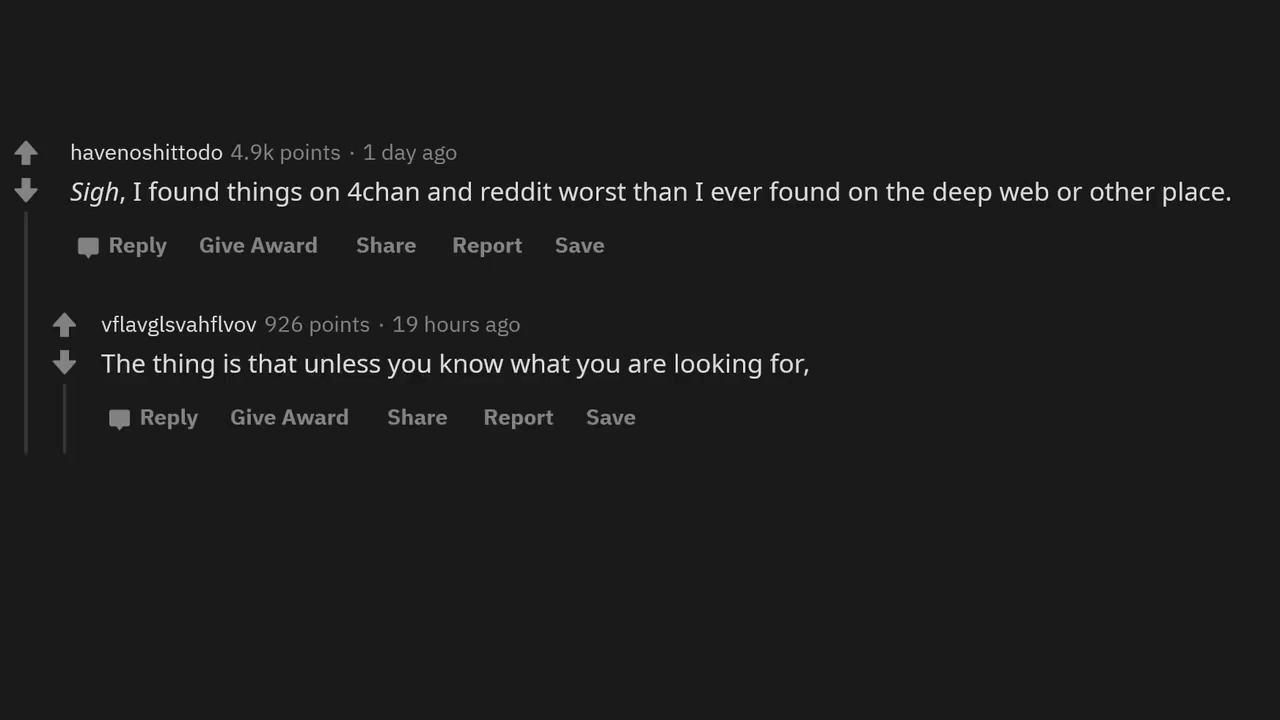 havenoshittodo 4.9k points · 1 day ago
Sigh, I found things on 4chan and reddit worst than I ever found on the deep web or other place.
Reply Give Award Share Report Save
vflavglsvahflvov 926 points · 19 hours ago
The thing is that unless you know what you are looking for,
Reply Give Award Share Report Save